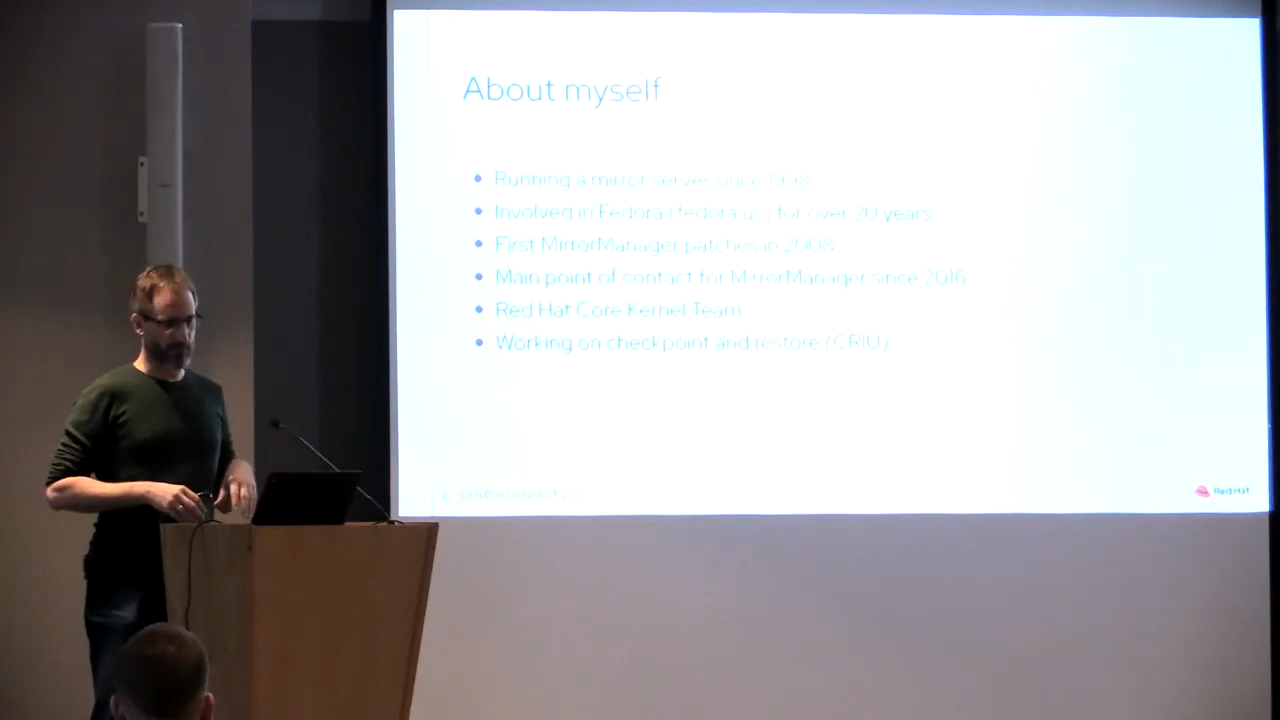 About myself
• Running a mirror server since 1998
• Involved in Fedora (fedora.us) for over 20 years
• First MirrorManager patches in 2008
• Main point of contact for MirrorManager since 2016
• Red Hat Core Kernel Team
• Working on checkpoint and restore (CRIU)
2
Red Hat